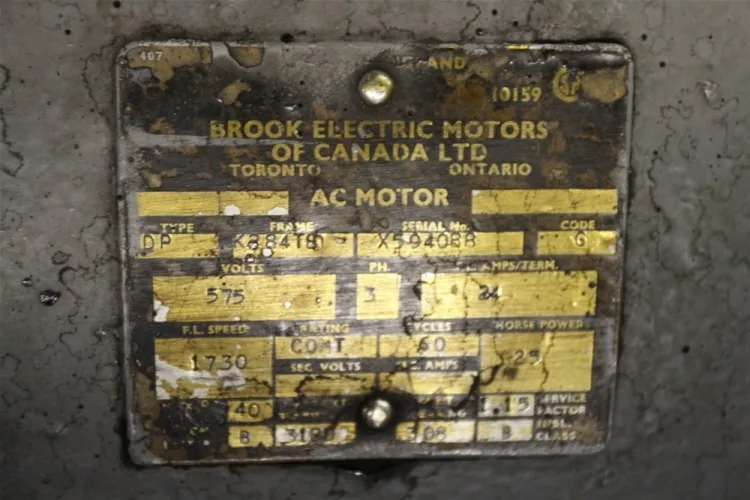 407
AND
10159
BROOK ELECTRIC MOTORS
OF CANADA LTD
TORONTO ONTARIO
AC MOTOR
TYPE FRAME SERIAL No. CODE
DP X594088 G
VOLTS PH. AMPS/TERM.
575 3 24
F.L. SPEED RATING CYCLES HORSE POWER
1730 CONT 60 25
SEC VOLTS AMPS
40 1.15 SERVICE FACTOR
B 308 B INSL. CLASS